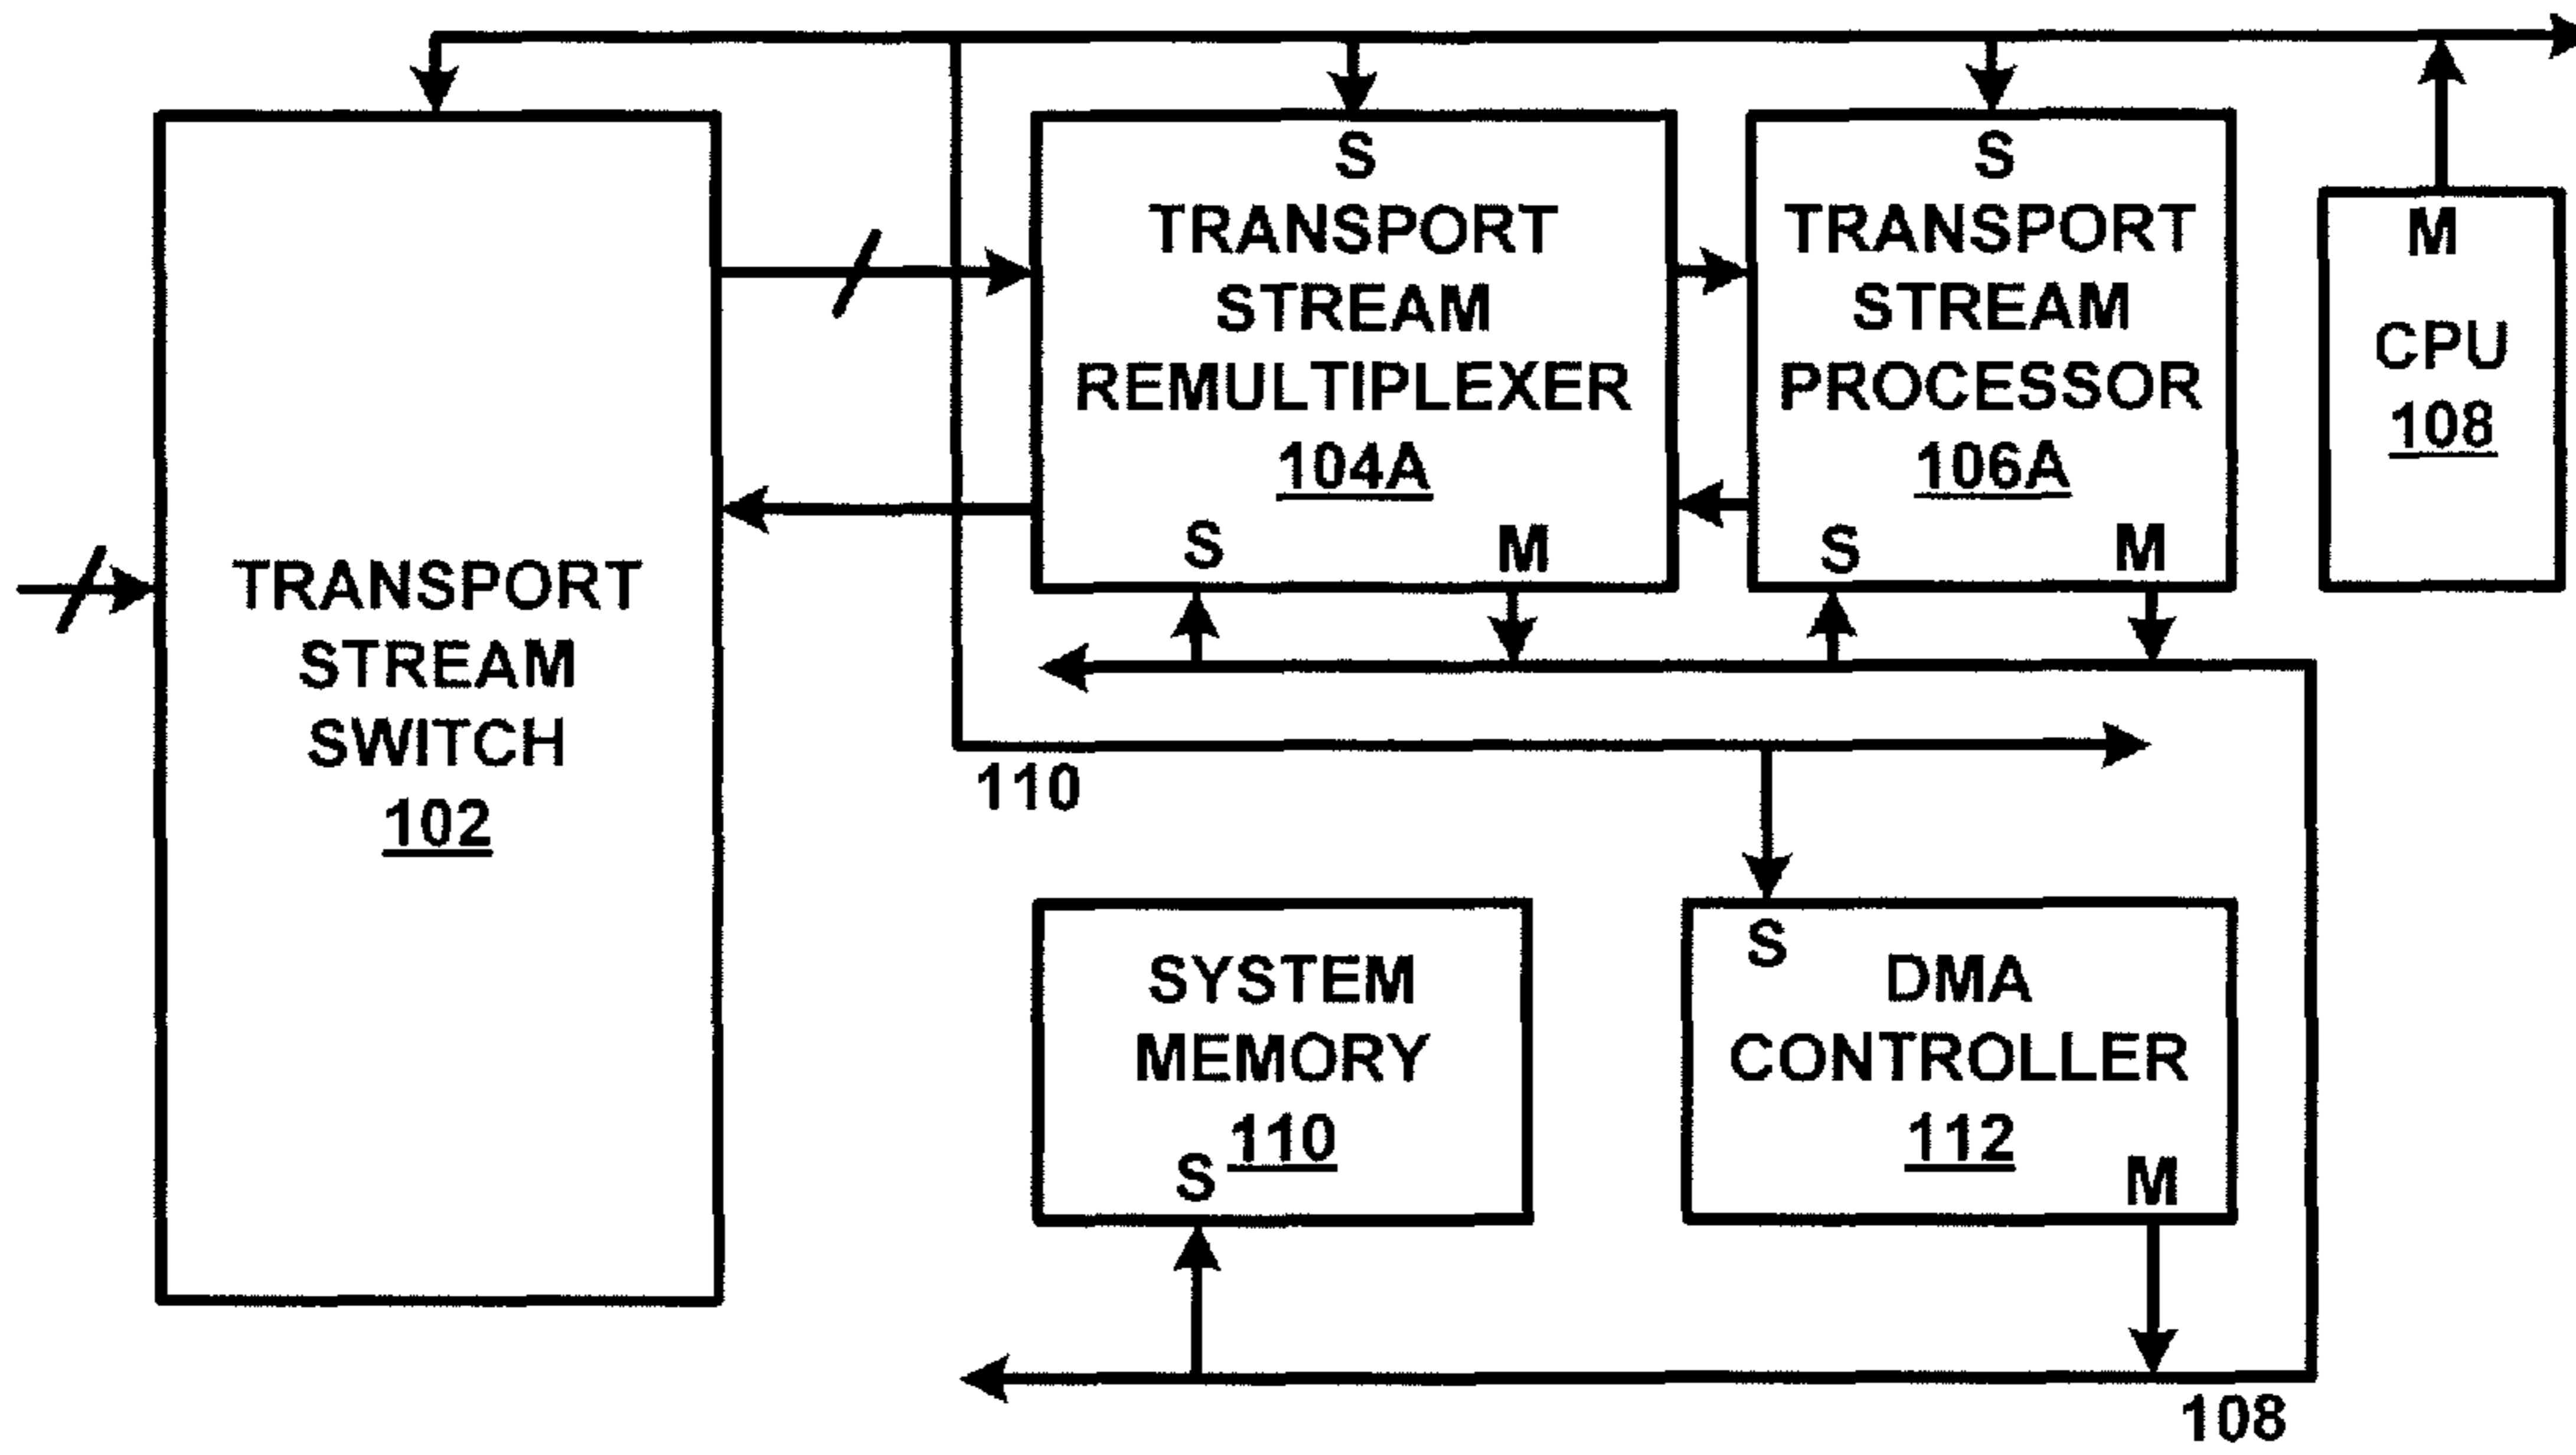 TRANSPORT
STREAM
SWITCH
102
S
TRANSPORT
STREAM
REMULTIPLEXER
104A
S M
S
TRANSPORT
STREAM
PROCESSOR
106A
S M
M
CPU
108
110
SYSTEM
MEMORY
110
S
S
DMA
CONTROLLER
112
M
108